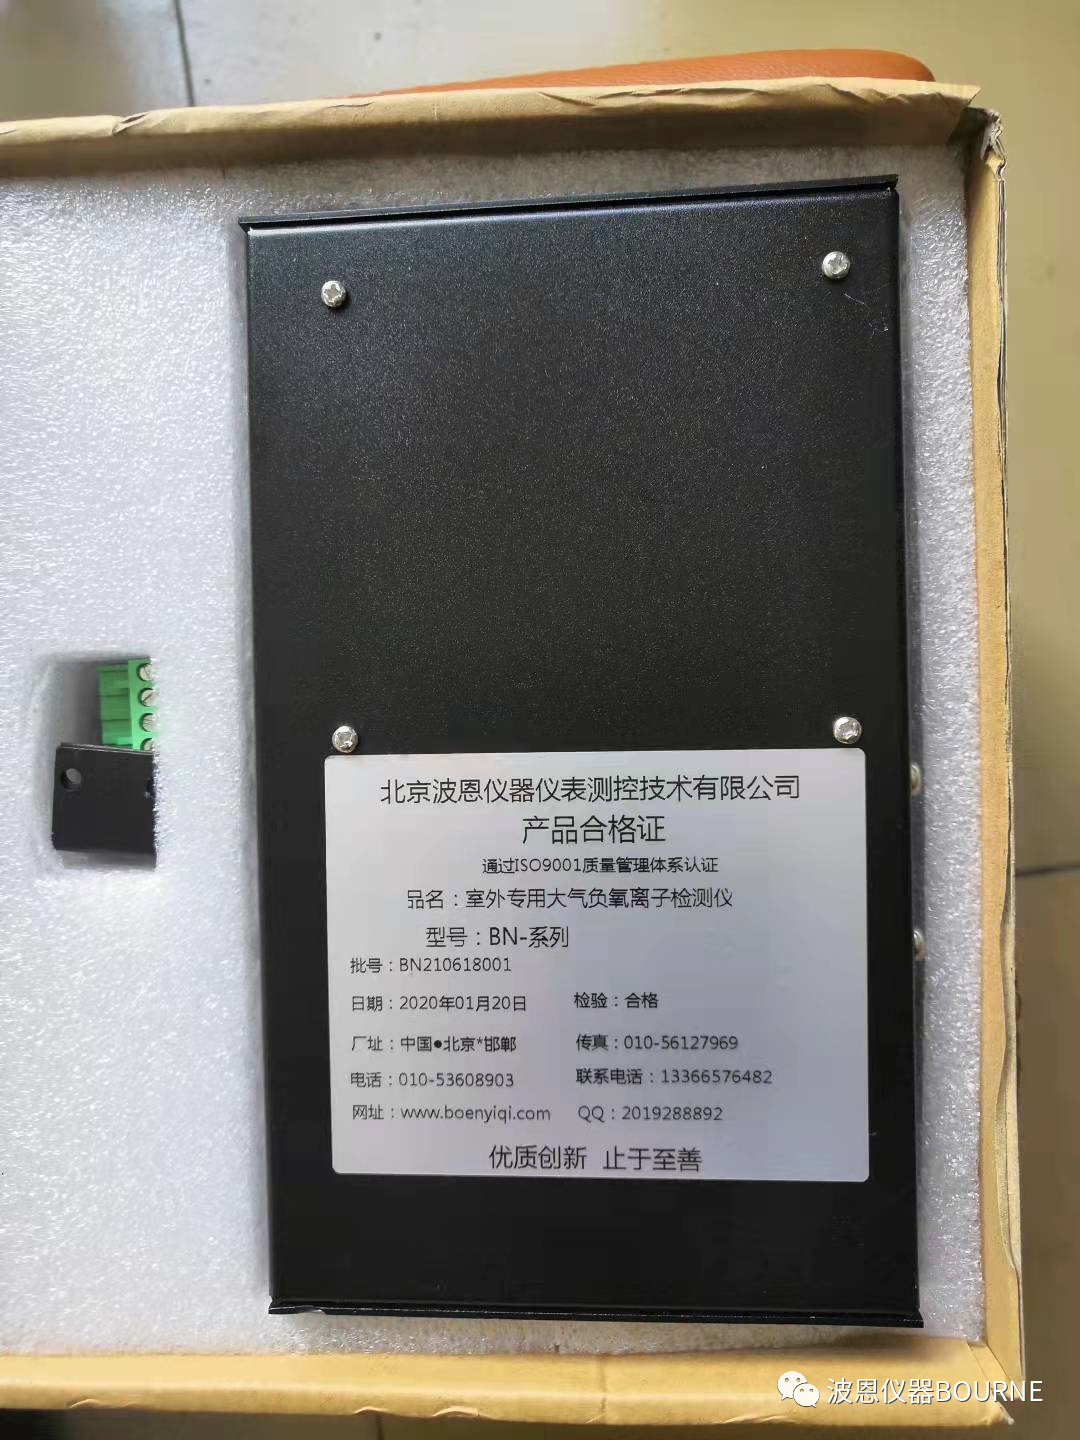 北京波恩仪器仪表测控技术有限公司
产品合格证
通过ISO9001质量管理体系认证
品名：室外专用大气负氧离子检测仪
型号：BN-系列
批号：BN210618001
日期：2020年01月20日 检验：合格
厂址：中国●北京*邯郸 传真：010-56127969
电话：010-53608903 联系电话：13366576482
网址：www.boenyiqi.com QQ：2019288892
优质创新 止于至善
波恩仪器BOURNE